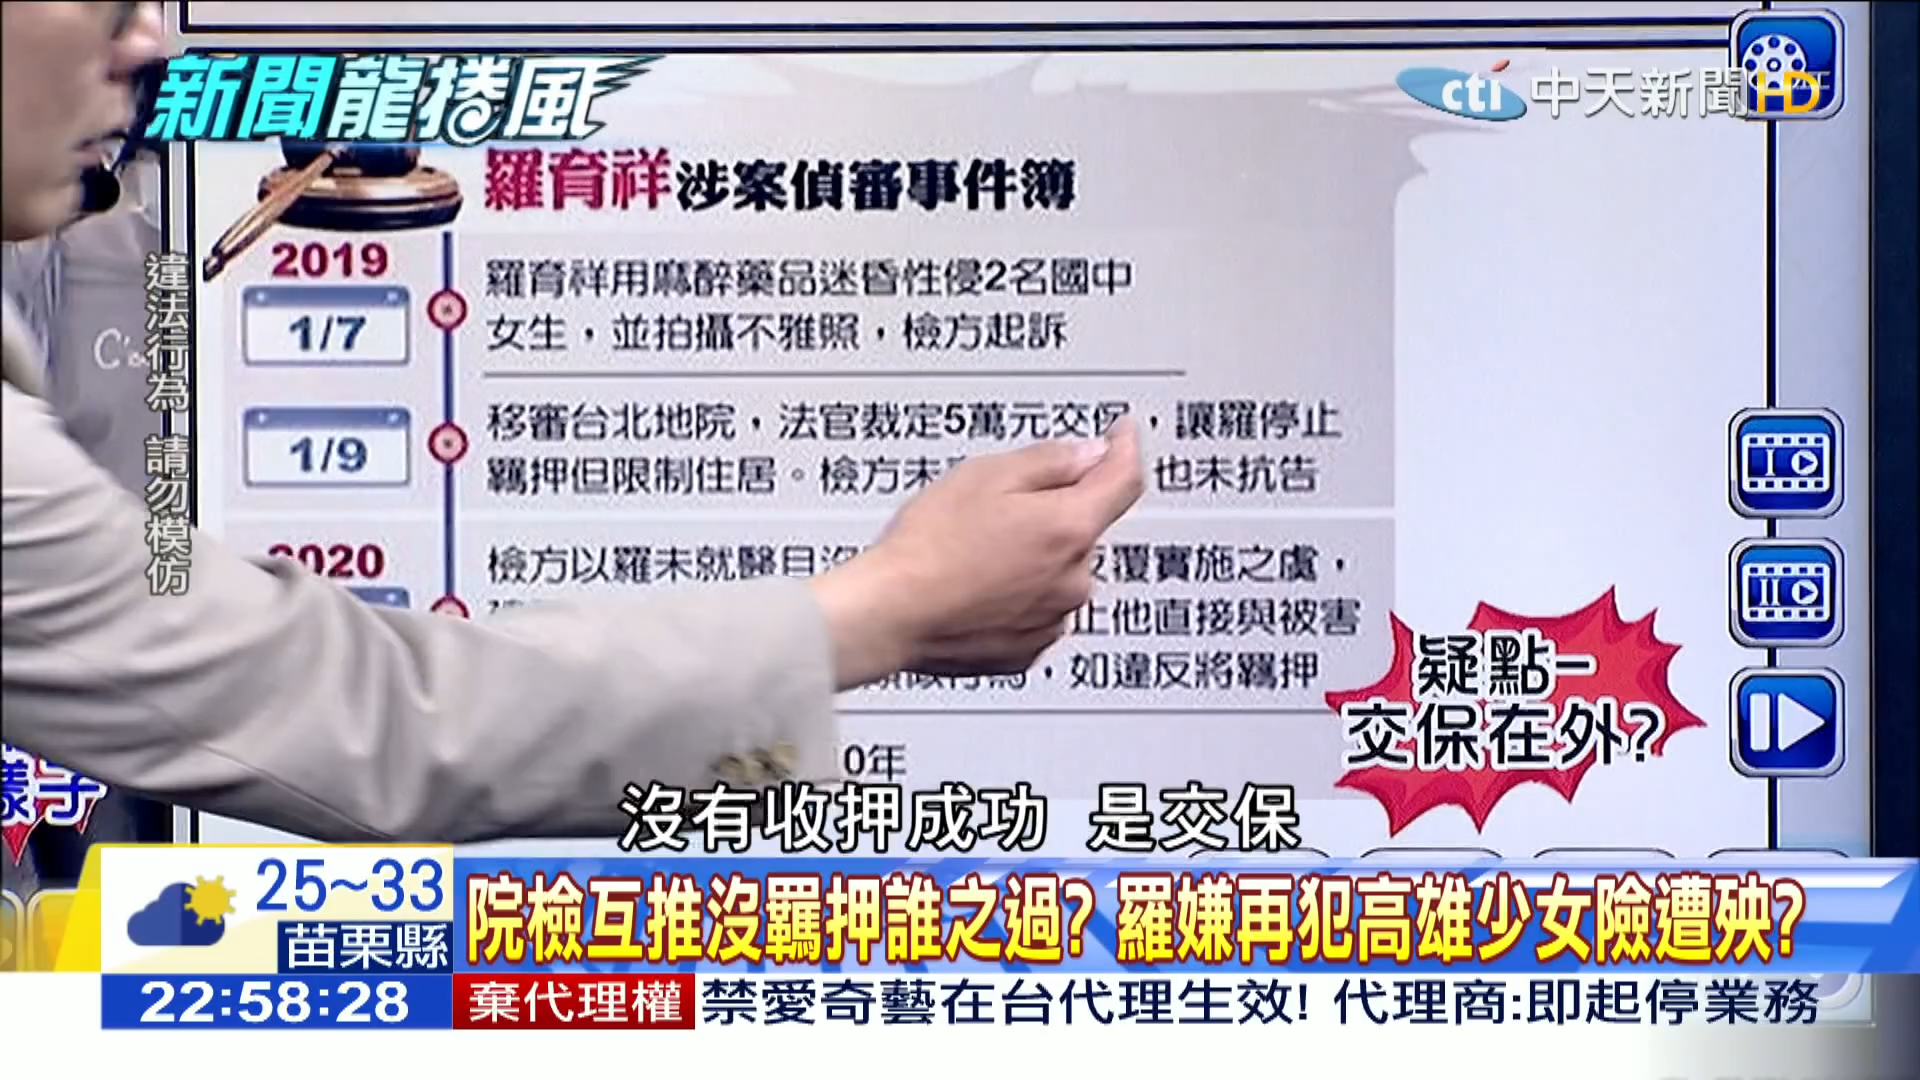 新聞龍捲風
cti 中天新聞 HD
羅育祥涉案偵審事件簿
違法行為 請勿模仿
2019
1/7
羅育祥用麻醉藥品迷昏性侵2名國中
女生，並拍攝不雅照，檢方起訴
1/9
移審台北地院，法官裁定5萬元交保，讓羅停止
羈押但限制住居。檢方未 也未抗告
2020
檢方以羅未就醫且沒 反覆實施之虞，
止他直接與被害
，如違反將羈押
0年
疑點一
交保在外?
I
II
樣子
沒有收押成功 是交保
25~33
苗栗縣
院檢互推沒羈押誰之過? 羅嫌再犯高雄少女險遭殃?
22:58:28
棄代理權 禁愛奇藝在台代理生效! 代理商:即起停業務